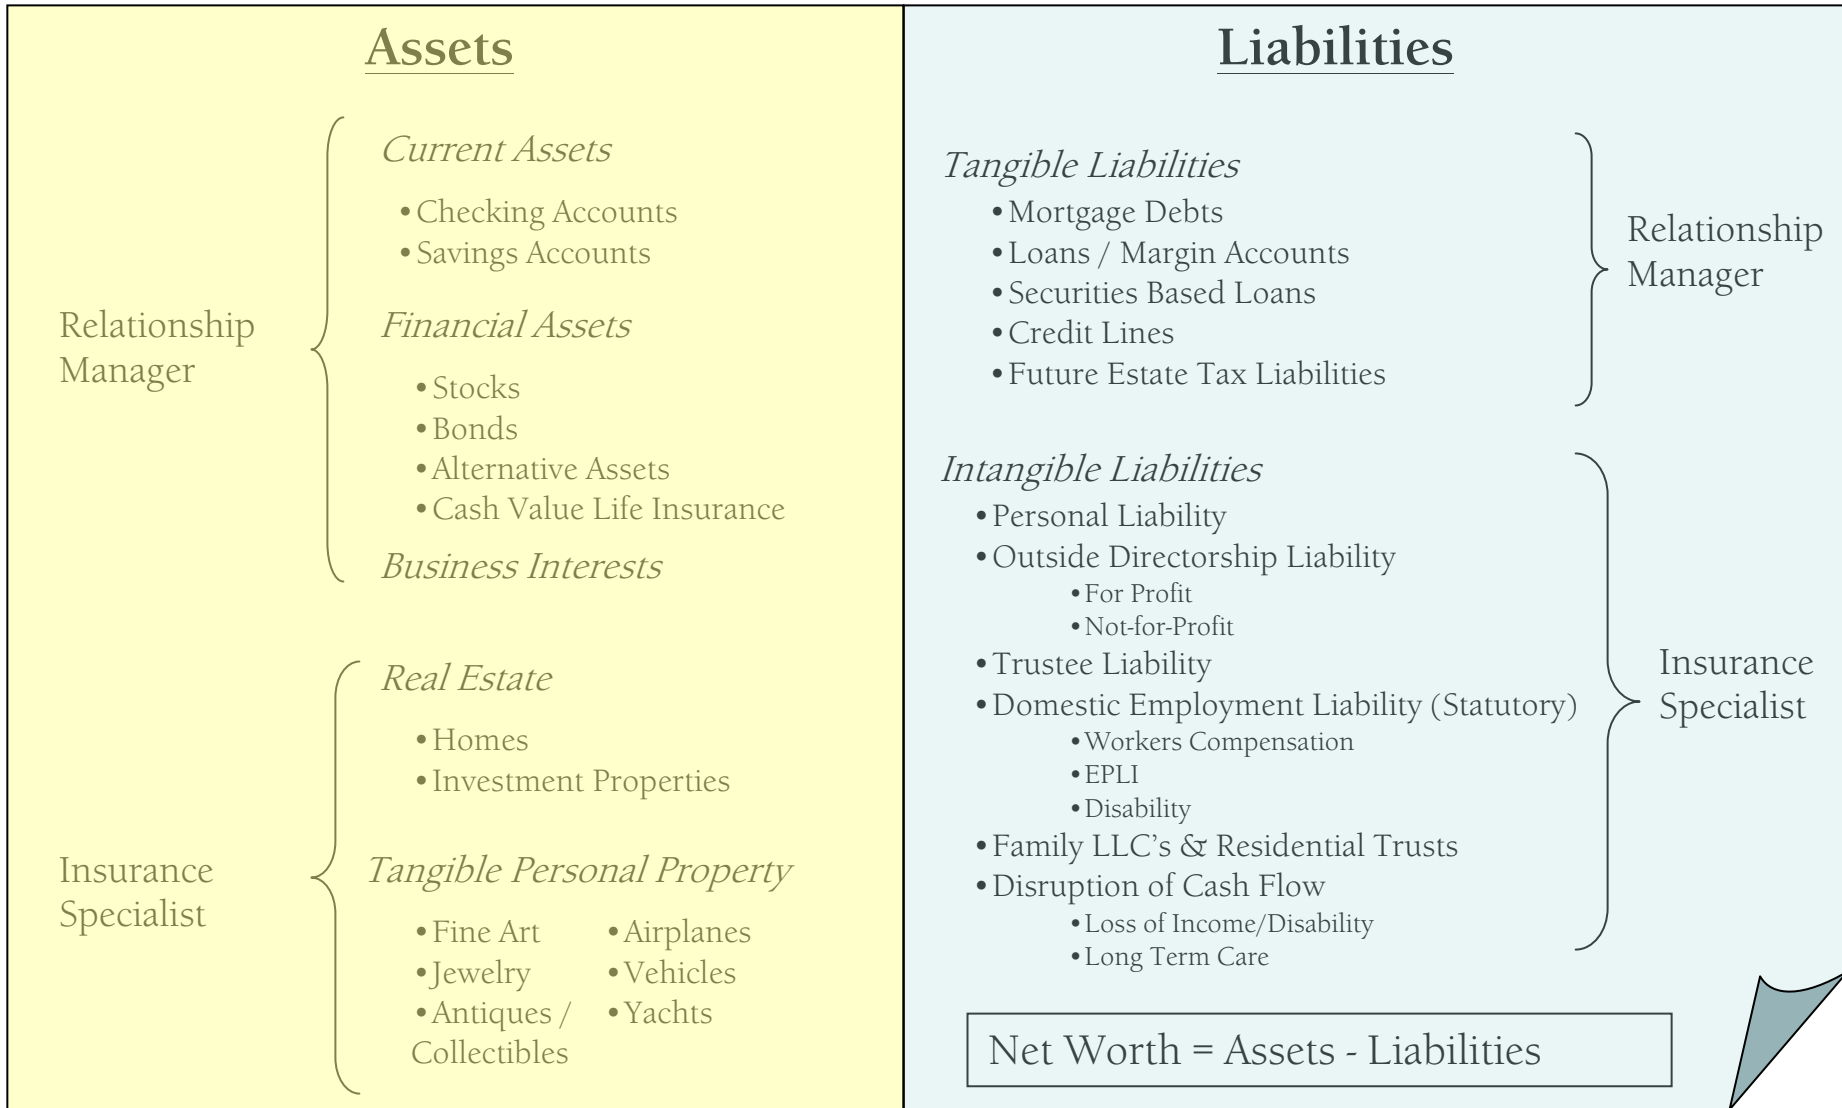 Assets
Relationship
Manager
Current Assets
•Checking Accounts
•Savings Accounts
Financial Assets
•Stocks
•Bonds
•Alternative Assets
•Cash Value Life Insurance
Business Interests
Insurance
Specialist
Real Estate
•Homes
•Investment Properties
Tangible Personal Property
•Fine Art
•Jewelry
•Antiques /
Collectibles
•Airplanes
•Vehicles
•Yachts
Liabilities
Tangible Liabilities
•Mortgage Debts
•Loans / Margin Accounts
•Securities Based Loans
•Credit Lines
•Future Estate Tax Liabilities
Relationship
Manager
Intangible Liabilities
•Personal Liability
•Outside Directorship Liability
•For Profit
•Not-for-Profit
•Trustee Liability
•Domestic Employment Liability (Statutory)
•Workers Compensation
•EPLI
•Disability
•Family LLC's & Residential Trusts
•Disruption of Cash Flow
•Loss of Income/Disability
•Long Term Care
Insurance
Specialist
Net Worth = Assets - Liabilities